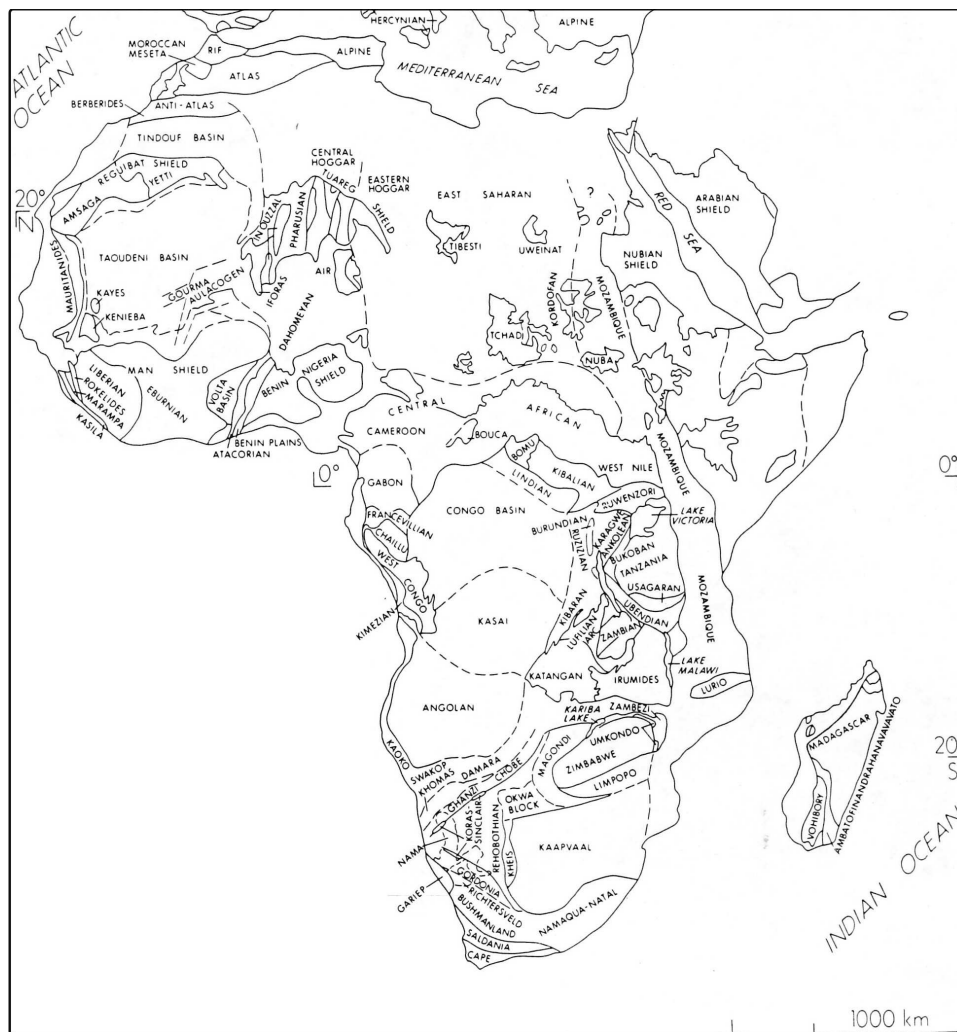 HERCYNIAN
ALPINE
ATLANTIC
OCEAN
MOROCCAN
MESETA
RIF
ALPINE
MEDITERRANEAN
SEA
ATLAS
BERBERIDES
ANTI-ATLAS
TINDOUF BASIN
REGUIBAT SHIELD
YETTI
AMSAGA
20°
N
CENTRAL
HOGGAR
TUAREG
EASTERN
HOGGAR
SHIELD
IN OUZZAL
PHARUSIAN
EAST SAHARAN
?
RED
SEA
ARABIAN
SHIELD
TIBESTI
UWEINAT
NUBIAN
SHIELD
MAURITANIDES
TAOUDENI BASIN
GOURMA
AULACOGEN
IFORAS
AIR
KAYES
KENIEBA
DAHOMEYAN
KORDOFAN
MOZAMBIQUE
TCHAD
NUBA
MAN SHIELD
LIBERIAN
ROKELIDES
MARAMPA
KASILA
EBURNIAN
VOLTA
BASIN
BENIN
NIGERIA
SHIELD
BENIN PLAINS
ATACORIAN
CENTRAL
AFRICAN
CAMEROON
BOUCA
BOMU
KIBALIAN
WEST NILE
LINDIAN
MOZAMBIQUE
0°
0°
GABON
CONGO BASIN
RUWENZORI
LAKE
VICTORIA
FRANCEVILLIAN
CHAILLU
BURUNDIAN
RUZIZIAN
KARAGWE
ANKOLEAN
BUKOBAN
TANZANIA
USAGARAN
WEST
CONGO
KIMEZIAN
KASAI
KIBARAN
UBENDIAN
MOZAMBIQUE
LUFILIAN
ARC
ZAMBIAN
LAKE
MALAWI
KATANGAN
IRUMIDES
LURIO
ANGOLAN
KARIBA
LAKE
ZAMBEZI
MADAGASCAR
KAOKO
UMKONDO
20°
S
SWAKOP
KHOMAS
DAMARA
CHOBE
MAGONDI
ZIMBABWE
GHANZI
OKWA
BLOCK
LIMPOPO
VOHIBORY
AMBATOFINANDRAHANAVAVAVATO
KORAS-
SINCLAIR
REHOBOTHIAN
NAMA
KHEIS
KAAPVAAL
GARIEP
GORDONIA
RICHTERSVELD
BUSHMANLAND
NAMAQUA-NATAL
SALDANIA
CAPE
INDIAN OCEAN
1000 km